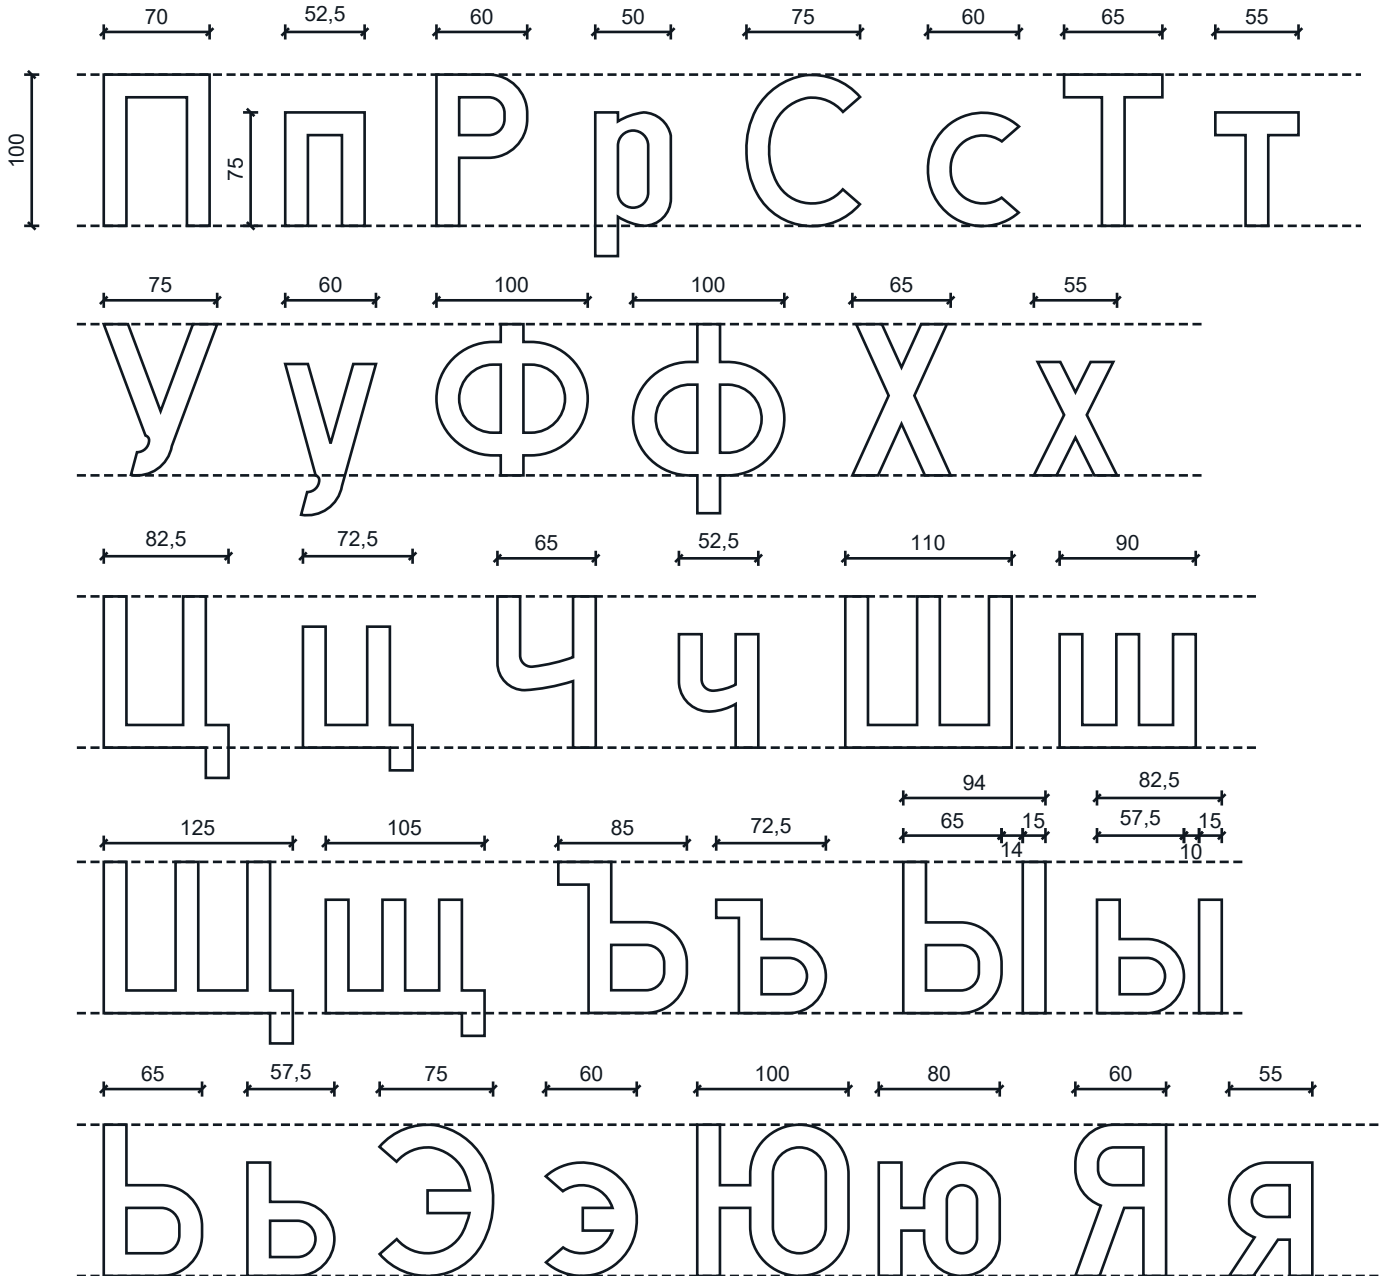 70 52,5 60 50 75 60 65 55
100 П 75 п Р р С с Т т
75 60 100 100 65 55
У у Ф ф Х х
82,5 72,5 65 52,5 110 90
Ц ц Ч ч Ш ш
94 82,5
125 105 85 72,5 65 14 15 57,5 10 15
Щ щ Ъ ъ Ы ы
65 57,5 75 60 100 80 60 55
Ь ь Э э Ю ю Я я